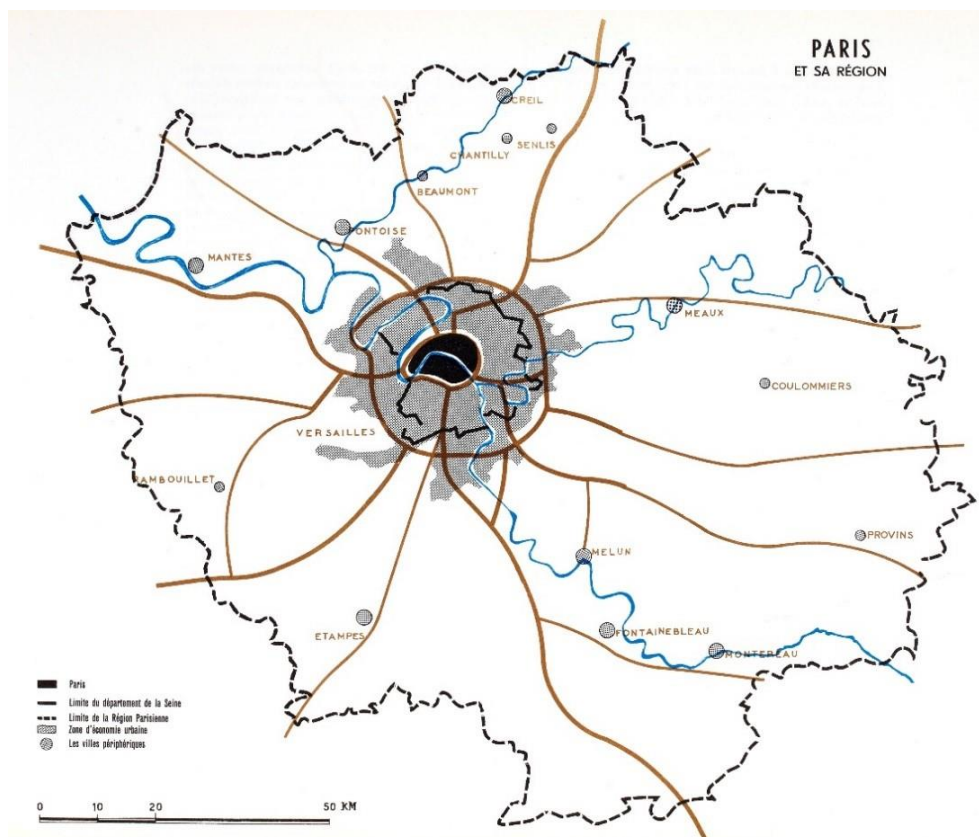 PARIS
ET SA RÉGION
CREIL
SENLIS
CHANTILLY
BEAUMONT
PONTOISE
MANTES
MEAUX
COULOMMIERS
VERSAILLES
RAMBOUILLET
PROVINS
MELUN
ETAMPES
FONTAINEBLEAU
MONTEREAU
Paris
Limite du département de la Seine
Limite de la Région Parisienne
Zone d'économie urbaine
Les villes périphériques
0 10 20 50 KM